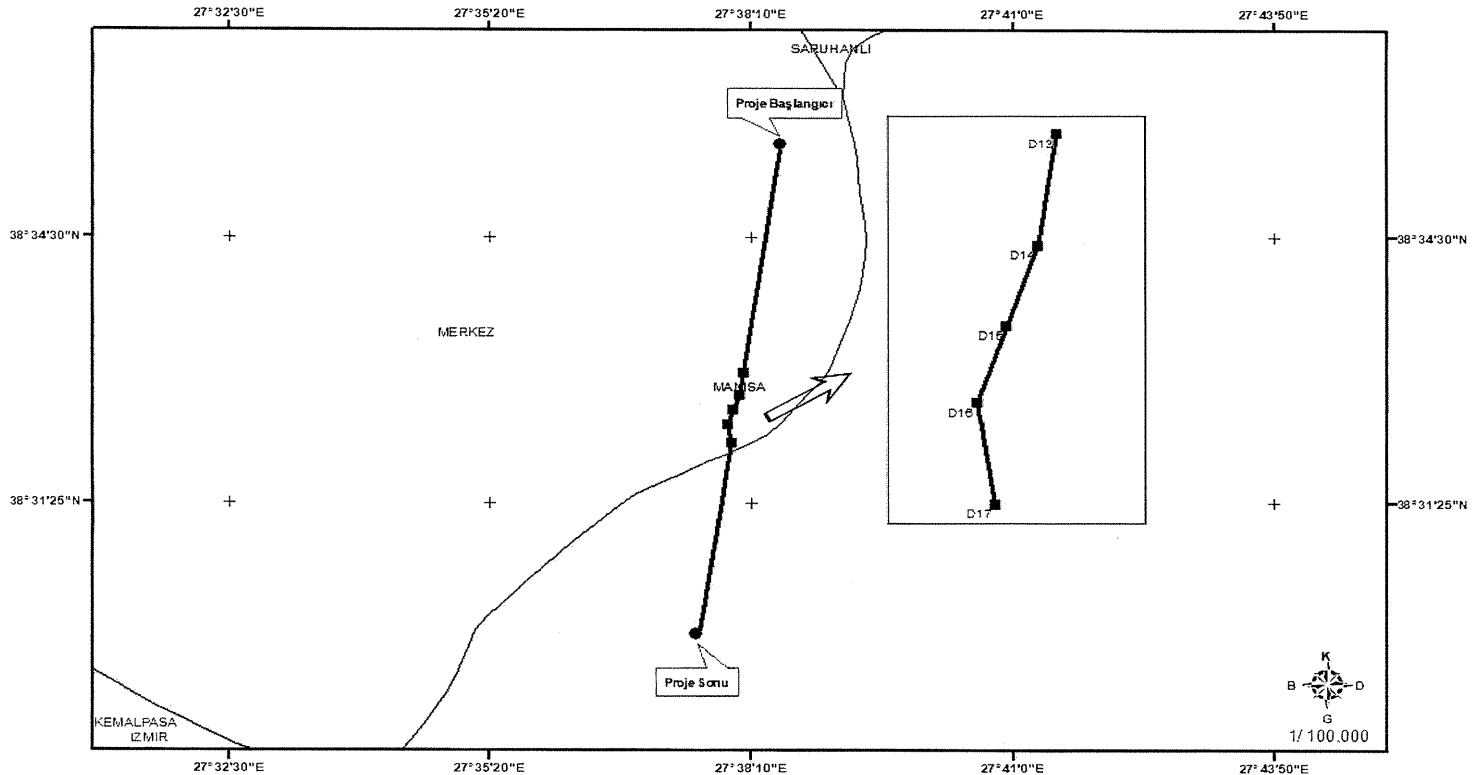 27°32'30"E 27°35'20"E 27°38'10"E 27°41'0"E 27°43'50"E
SARUHANLI
Proje Başlangıcı
D13
38°34'30"N 38°34'30"N
D14
MERKEZ
D15
MANISA
D16
38°31'25"N 38°31'25"N
D17
Proje Sonu
K
B D
G
KEMALPASA
IZMIR
1/100.000
27°32'30"E 27°35'20"E 27°38'10"E 27°41'0"E 27°43'50"E